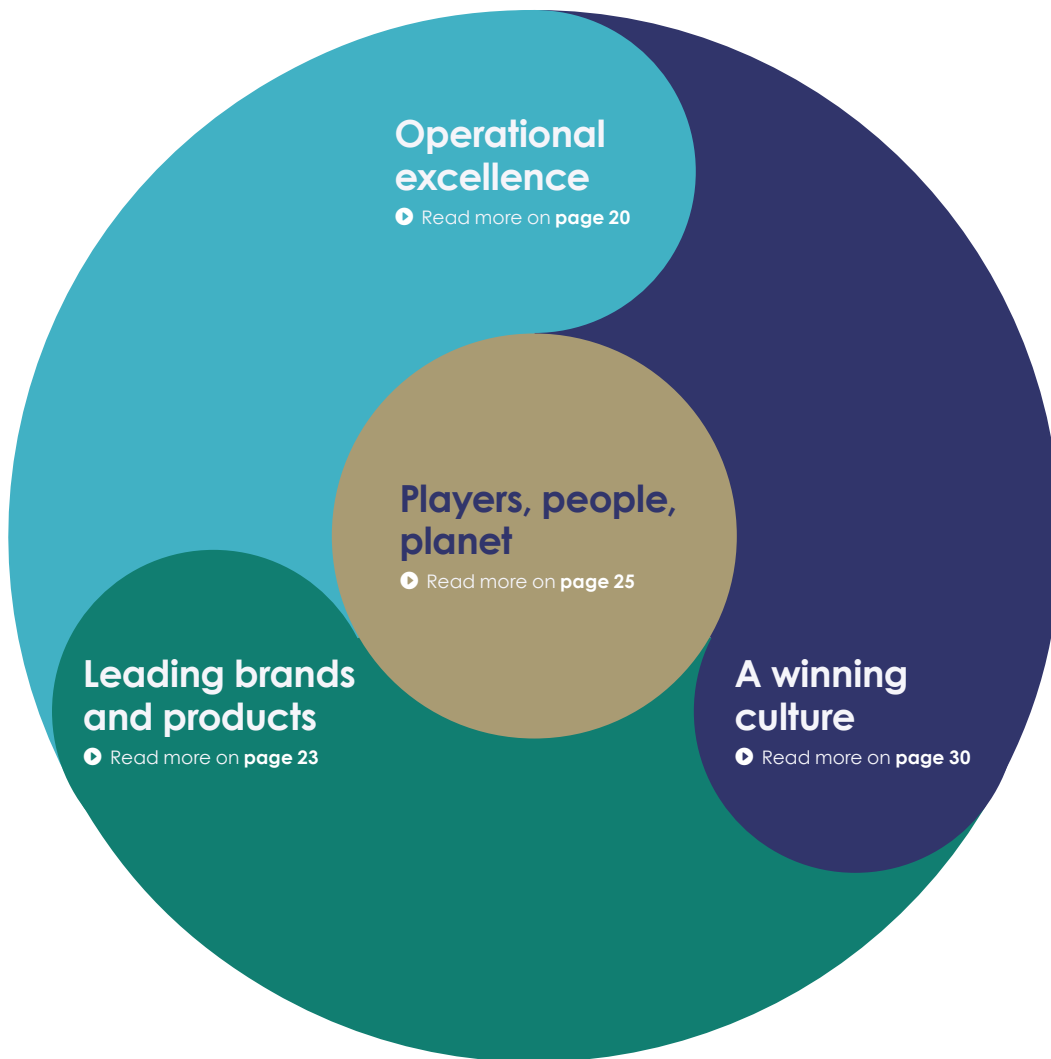 Operational
excellence
Read more on page 20
Players, people,
planet
Read more on page 25
Leading brands
and products
Read more on page 23
A winning
culture
Read more on page 30